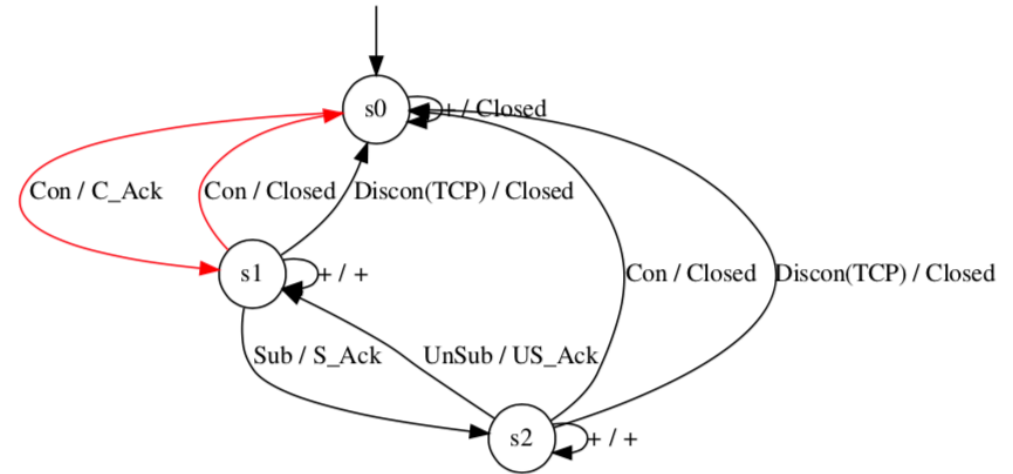 s0
+ / Closed
Con / C_Ack
Con / Closed
Discon(TCP) / Closed
s1
+ / +
Con / Closed
Discon(TCP) / Closed
Sub / S_Ack
UnSub / US_Ack
s2
+ / +